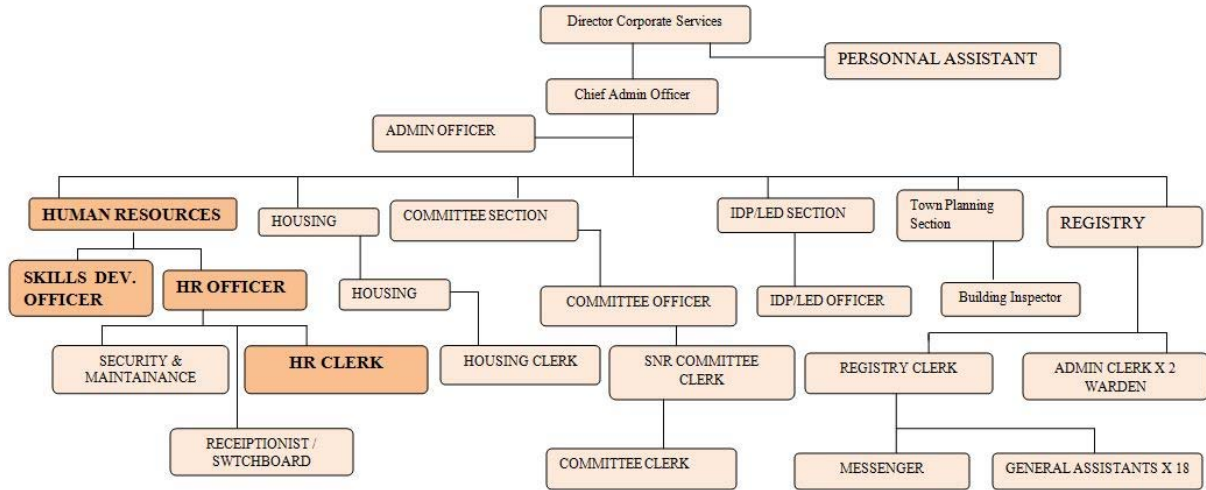 Director Corporate Services
PERSONNAL ASSISTANT
Chief Admin Officer
ADMIN OFFICER
HUMAN RESOURCES
HOUSING
COMMITTEE SECTION
IDP/LED SECTION
Town Planning
Section
REGISTRY
SKILLS DEV.
OFFICER
HR OFFICER
HOUSING
COMMITTEE OFFICER
IDP/LED OFFICER
Building Inspector
SECURITY &
MAINTAINANCE
HR CLERK
HOUSING CLERK
SNR COMMITTEE
CLERK
REGISTRY CLERK
ADMIN CLERK X 2
WARDEN
RECEIPTIONIST /
SWTCHBOARD
COMMITTEE CLERK
MESSENGER
GENERAL ASSISTANTS X 18